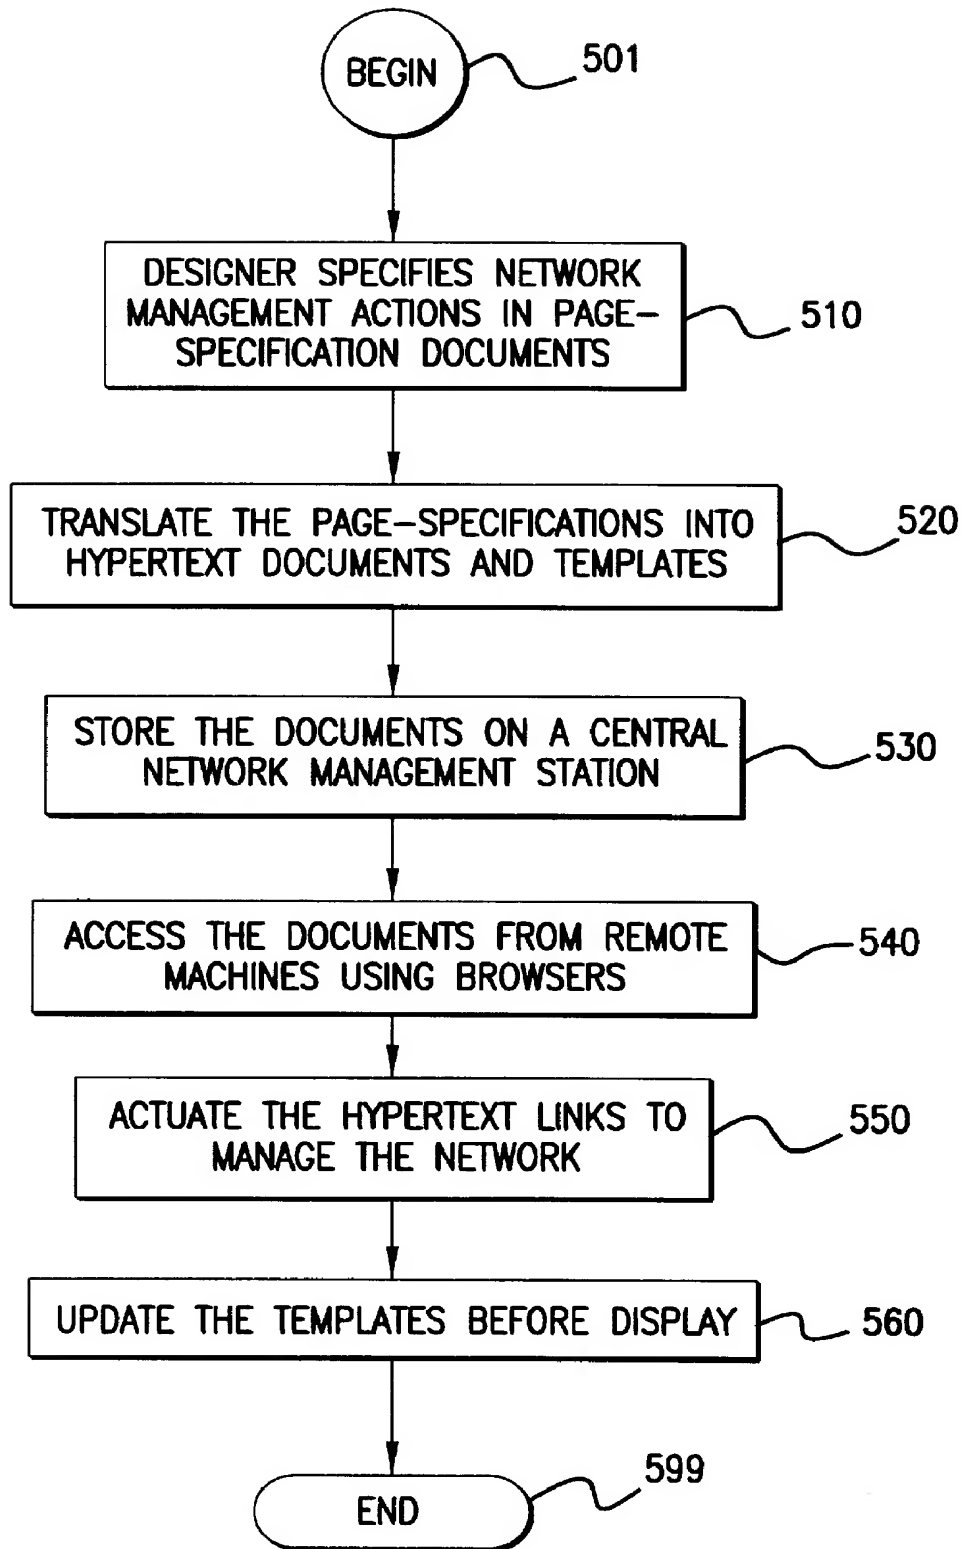 BEGIN
501
DESIGNER SPECIFIES NETWORK
MANAGEMENT ACTIONS IN PAGE-
SPECIFICATION DOCUMENTS
510
TRANSLATE THE PAGE-SPECIFICATIONS INTO
HYPERTEXT DOCUMENTS AND TEMPLATES
520
STORE THE DOCUMENTS ON A CENTRAL
NETWORK MANAGEMENT STATION
530
ACCESS THE DOCUMENTS FROM REMOTE
MACHINES USING BROWSERS
540
ACTUATE THE HYPERTEXT LINKS TO
MANAGE THE NETWORK
550
UPDATE THE TEMPLATES BEFORE DISPLAY
560
END
599